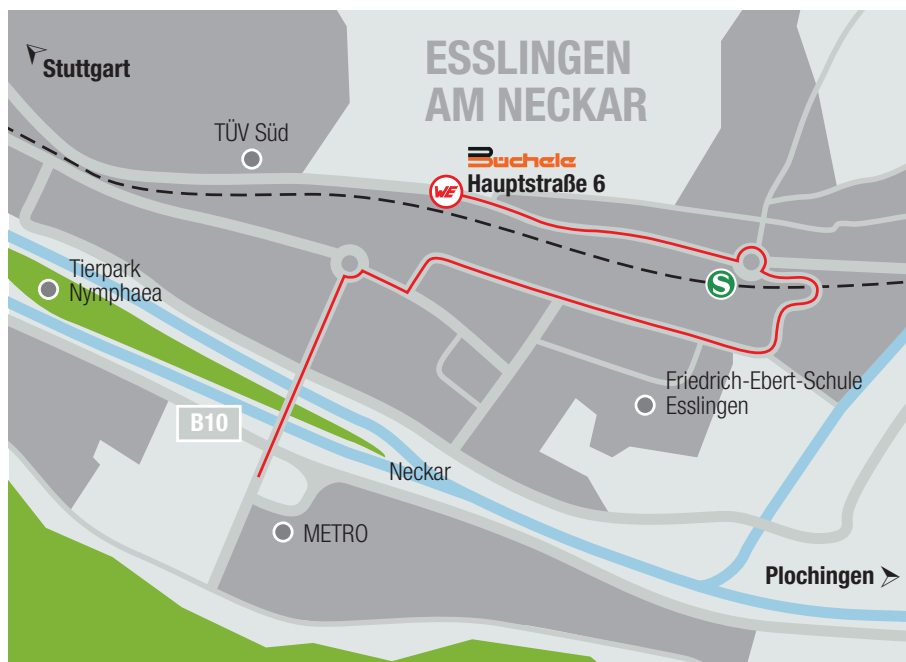 Stuttgart
ESSLINGEN
AM NECKAR
TÜV Süd
Büchele
WE
Hauptstraße 6
Tierpark
Nymphaea
S
Friedrich-Ebert-Schule
Esslingen
B10
Neckar
METRO
Plochingen